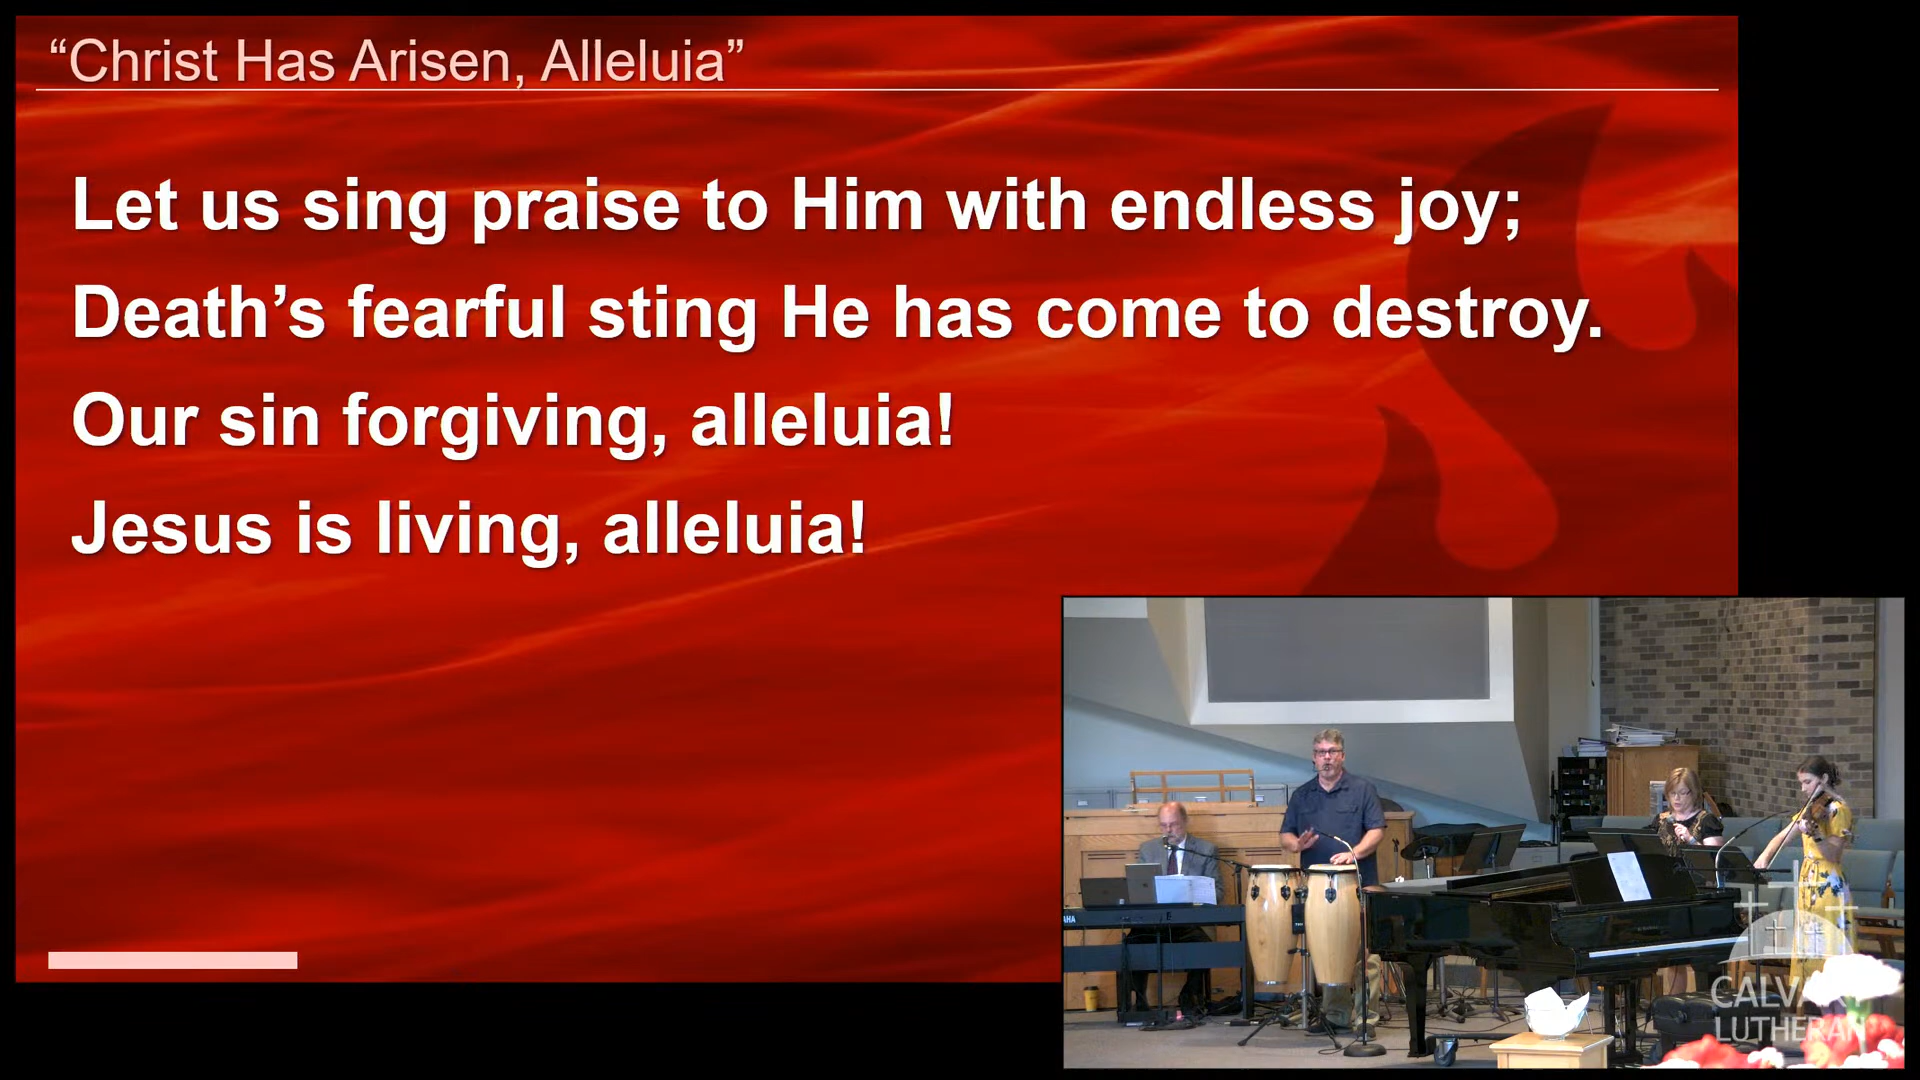 “Christ Has Arisen, Alleluia”
Let us sing praise to Him with endless joy;
Death’s fearful sting He has come to destroy.
Our sin forgiving, alleluia!
Jesus is living, alleluia!
CALVARY
LUTHERAN